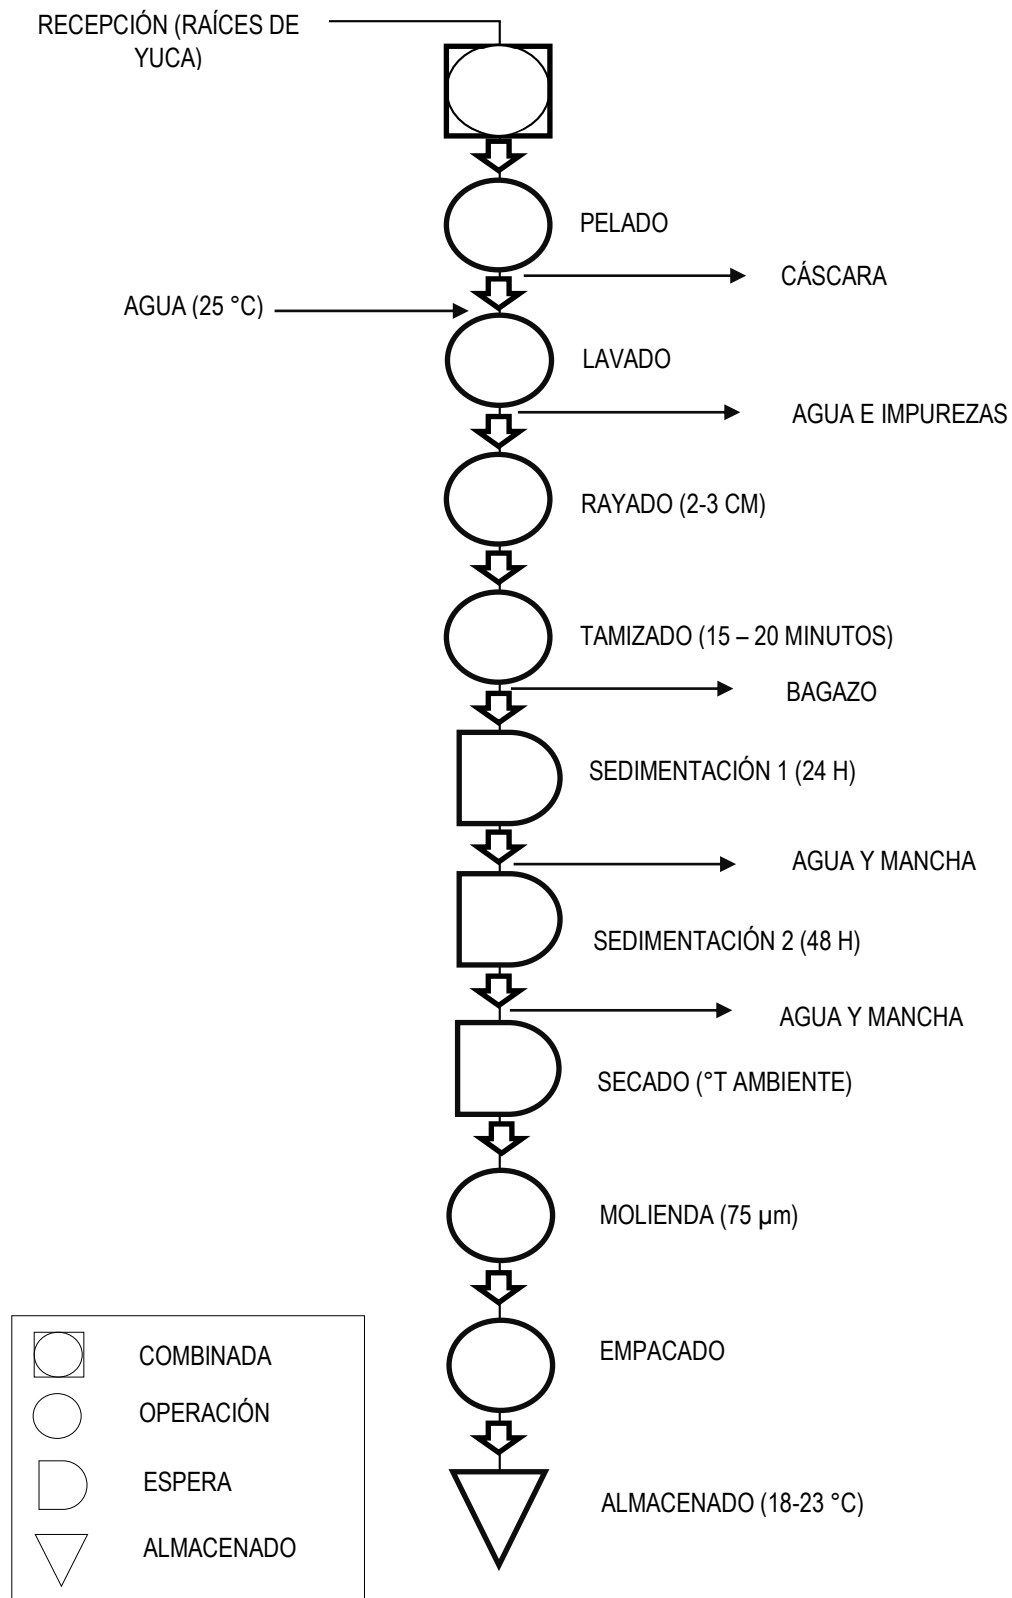 RECEPCIÓN (RAÍCES DE
YUCA)
PELADO
CÁSCARA
AGUA (25 °C)
LAVADO
AGUA E IMPUREZAS
RAYADO (2-3 CM)
TAMIZADO (15 – 20 MINUTOS)
BAGAZO
SEDIMENTACIÓN 1 (24 H)
AGUA Y MANCHA
SEDIMENTACIÓN 2 (48 H)
AGUA Y MANCHA
SECADO (°T AMBIENTE)
MOLIENDA (75 µm)
EMPACADO
ALMACENADO (18-23 °C)
COMBINADA
OPERACIÓN
ESPERA
ALMACENADO